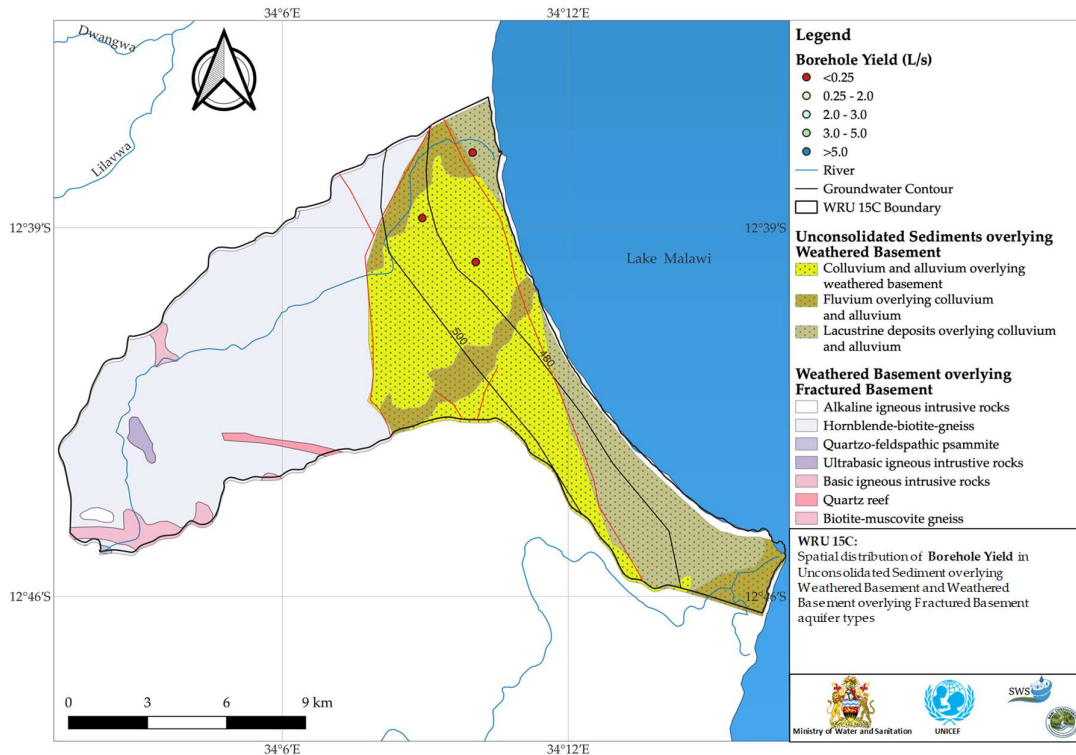 34°6'E
34°12'E
Dwangwa
Lilavwa
12°39'S
12°39'S
Lake Malawi
500
480
12°46'S
12°46'S
0 3 6 9 km
34°6'E
34°12'E
Legend
Borehole Yield (L/s)
<0.25
0.25 - 2.0
2.0 - 3.0
3.0 - 5.0
>5.0
River
Groundwater Contour
WRU 15C Boundary
Unconsolidated Sediments overlying
Weathered Basement
Colluvium and alluvium overlying
weathered basement
Fluvium overlying colluvium
and alluvium
Lacustrine deposits overlying colluvium
and alluvium
Weathered Basement overlying
Fractured Basement
Alkaline igneous intrusive rocks
Hornblende-biotite-gneiss
Quartzo-feldspathic psammite
Ultrabasic igneous intrustive rocks
Basic igneous intrusive rocks
Quartz reef
Biotite-muscovite gneiss
WRU 15C:
Spatial distribution of Borehole Yield in
Unconsolidated Sediment overlying
Weathered Basement and Weathered
Basement overlying Fractured Basement
aquifer types
Ministry of Water and Sanitation
UNICEF
SWS